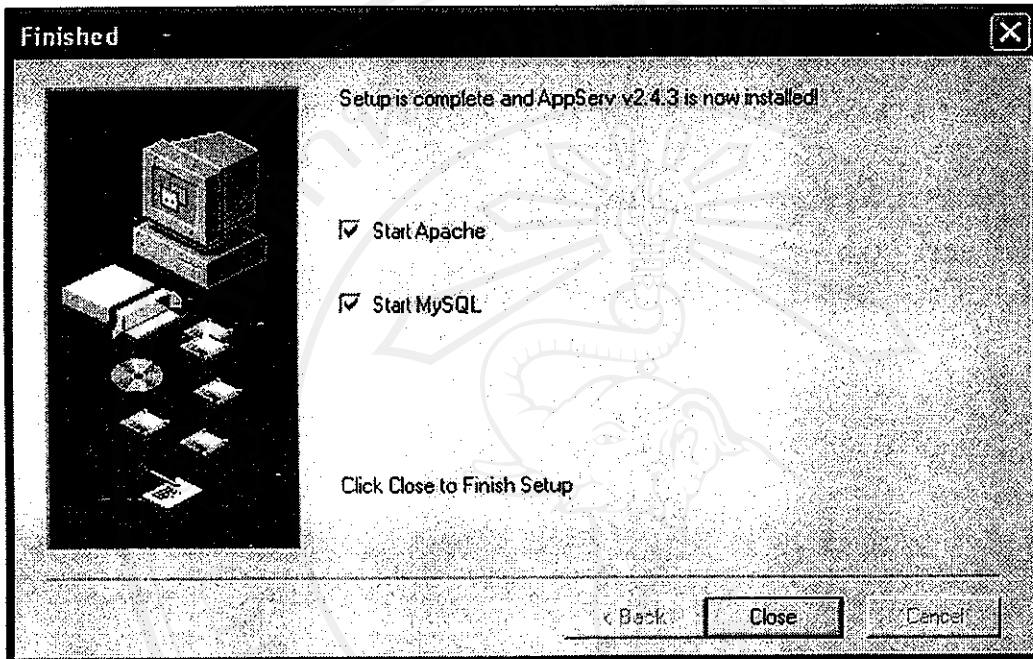 Finished
Setup is complete and AppServ v2.4.3 is now installed!
Start Apache
Start MySQL
Click Close to Finish Setup
< Back
Close
Cancel